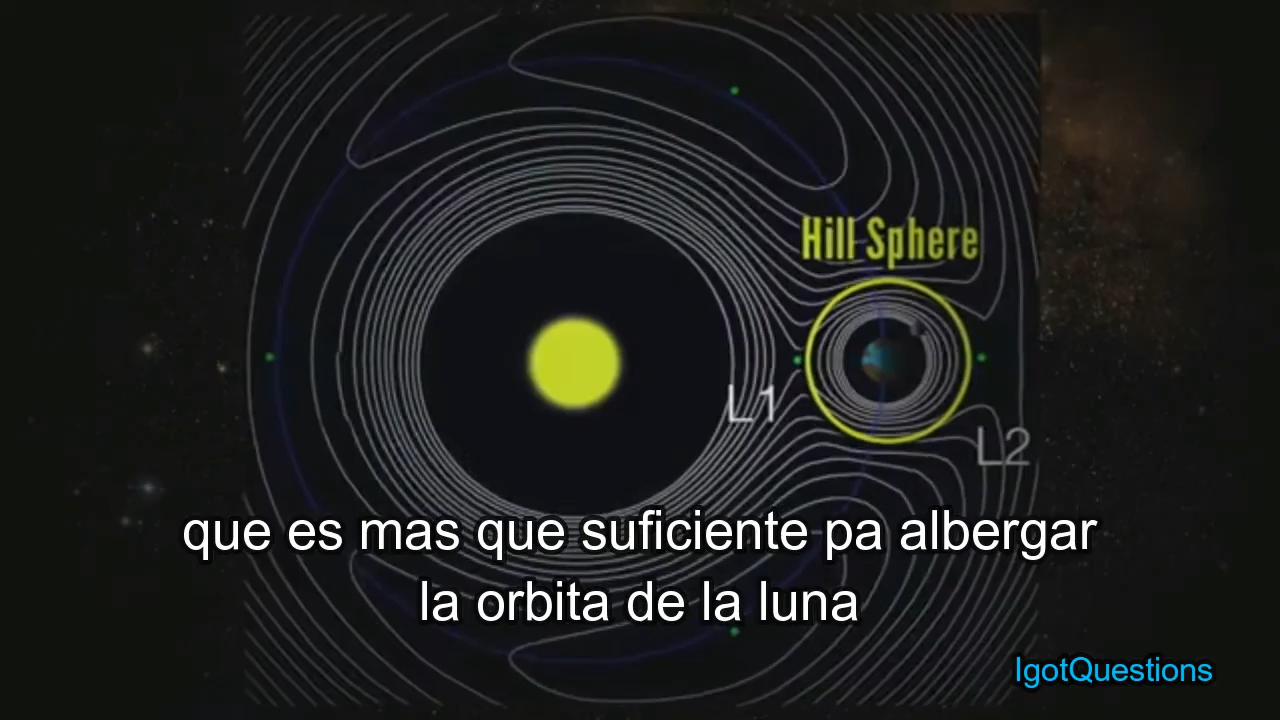 Hill Sphere
L1
L2
que es mas que suficiente pa albergar
la orbita de la luna
IgotQuestions